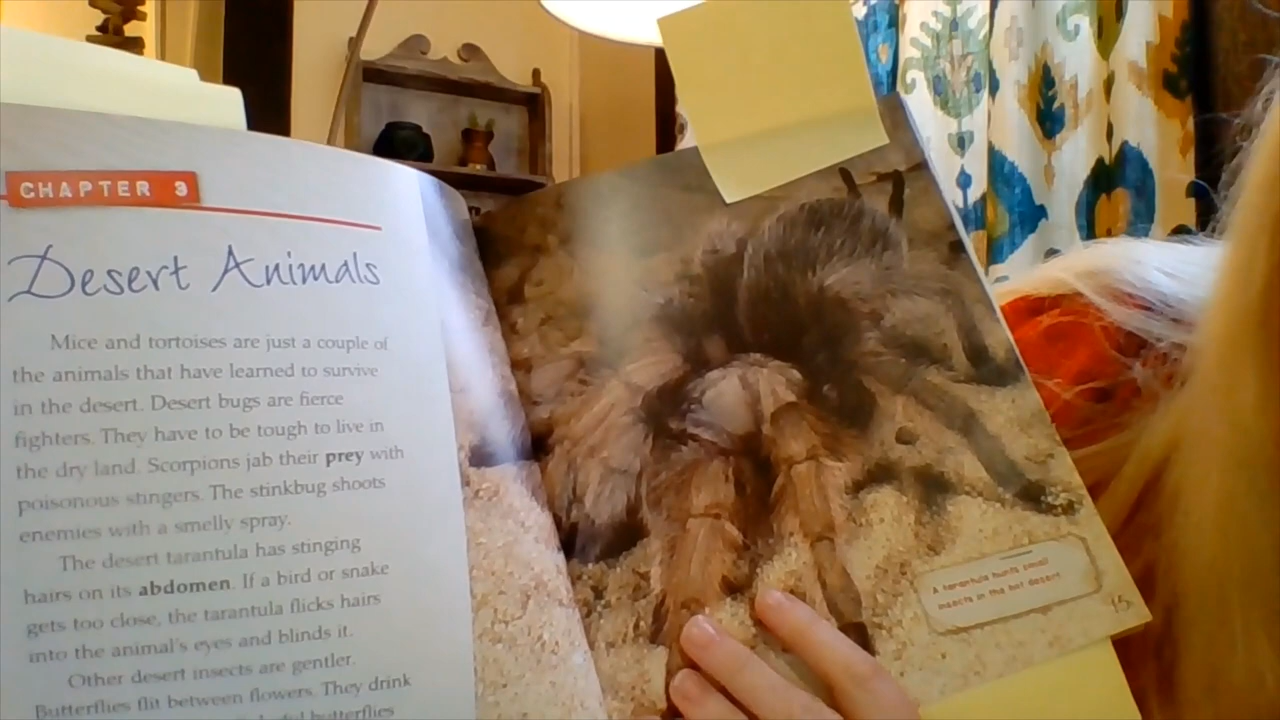 CHAPTER 3
Desert Animals
Mice and tortoises are just a couple of
the animals that have learned to survive
in the desert. Desert bugs are fierce
fighters. They have to be tough to live in
the dry land. Scorpions jab their prey with
poisonous stingers. The stinkbug shoots
enemies with a smelly spray.
The desert tarantula has stinging
hairs on its abdomen. If a bird or snake
gets too close, the tarantula flicks hairs
into the animal's eyes and blinds it.
Other desert insects are gentler.
Butterflies flit between flowers. They drink
butterflies
A tarantula hunts small
insects in the hot desert.
15